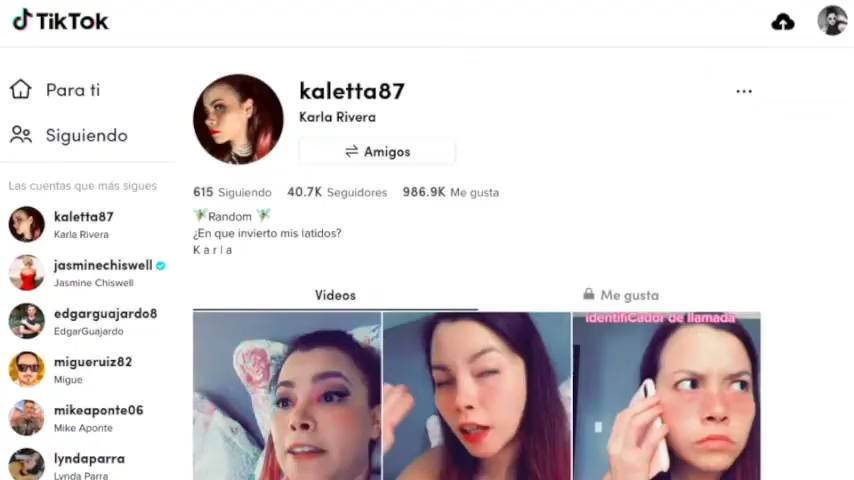 TikTok
Para ti
Siguiendo
Las cuentas que más sigues
kaletta87
Karla Rivera
jasminechiswell
Jasmine Chiswell
edgarguajardo8
EdgarGuajardo
migueruiz82
Migue
mikeaponte06
Mike Aponte
lyndaparra
Lynda Parra
kaletta87
Karla Rivera
Amigos
615 Siguiendo 40.7K Seguidores 986.9K Me gusta
Random
¿En que invierto mis latidos?
K a r l a
Videos Me gusta
identifiCador de llamada